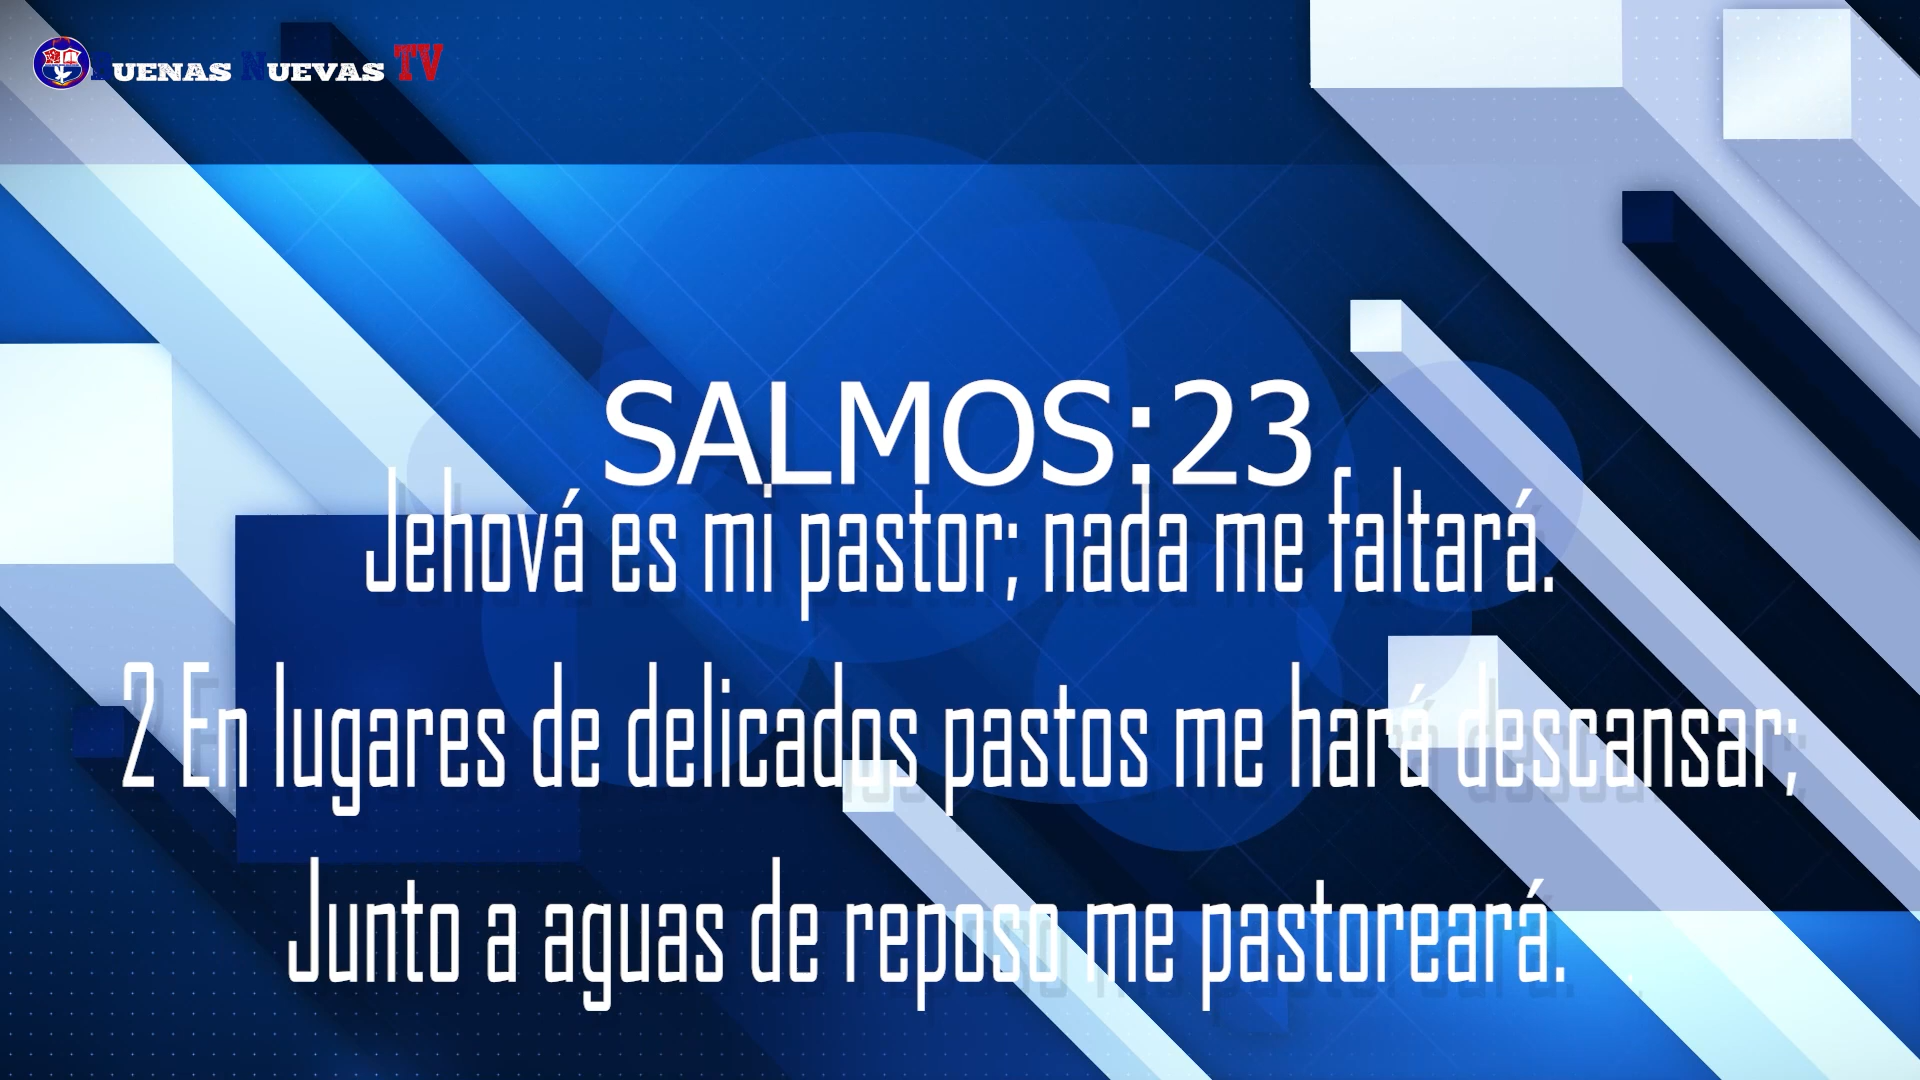 Buenas Nuevas TV
SALMOS:23
Jehová es mi pastor; nada me faltará.
2 En lugares de delicados pastos me hará descansar;
Junto a aguas de reposo me pastoreará.